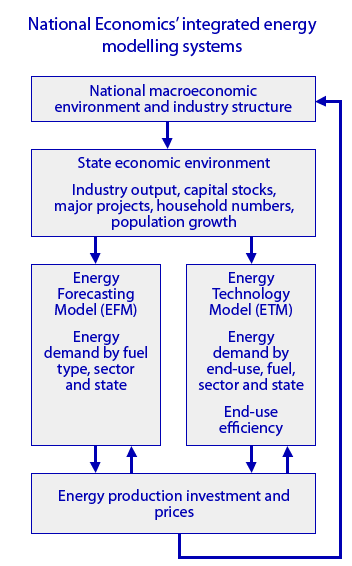 National Economics’ integrated energy
modelling systems
National macroeconomic
environment and industry structure
State economic environment
Industry output, capital stocks,
major projects, household numbers,
population growth
Energy
Forecasting
Model (EFM)
Energy
demand by fuel
type, sector
and state
Energy
Technology
Model (ETM)
Energy
demand by
end-use, fuel,
sector and state
End-use
efficiency
Energy production investment and
prices